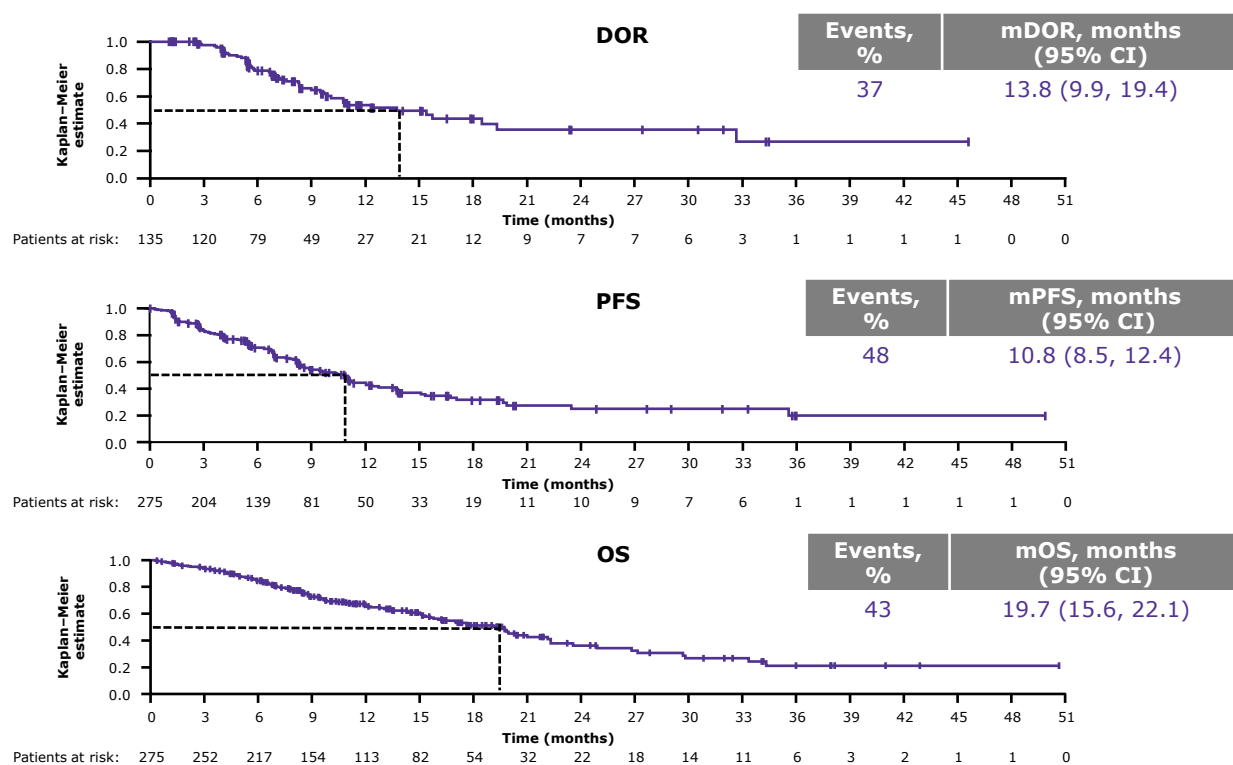 DOR
Events, %
mDOR, months (95% CI)
37 13.8 (9.9, 19.4)
Kaplan–Meier estimate
1.0
0.8
0.6
0.4
0.2
0.0
0 3 6 9 12 15 18 21 24 27 30 33 36 39 42 45 48 51
Time (months)
Patients at risk: 135 120 79 49 27 21 12 9 7 7 6 3 1 1 1 1 0 0
PFS
Events, %
mPFS, months (95% CI)
48 10.8 (8.5, 12.4)
Kaplan–Meier estimate
1.0
0.8
0.6
0.4
0.2
0.0
0 3 6 9 12 15 18 21 24 27 30 33 36 39 42 45 48 51
Time (months)
Patients at risk: 275 204 139 81 50 33 19 11 10 9 7 6 1 1 1 1 1 0
OS
Events, %
mOS, months (95% CI)
43 19.7 (15.6, 22.1)
Kaplan–Meier estimate
1.0
0.8
0.6
0.4
0.2
0.0
0 3 6 9 12 15 18 21 24 27 30 33 36 39 42 45 48 51
Time (months)
Patients at risk: 275 252 217 154 113 82 54 32 22 18 14 11 6 3 2 1 1 0